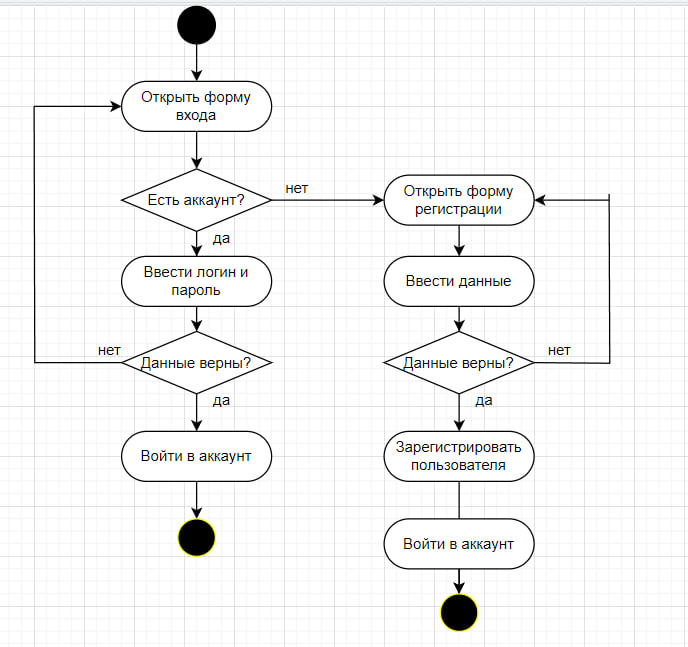 Открыть форму
входа
Есть аккаунт?
нет
Открыть форму
регистрации
да
Ввести логин и
пароль
Ввести данные
нет
Данные верны?
Данные верны?
нет
да
да
Войти в аккаунт
Зарегистрировать
пользователя
Войти в аккаунт